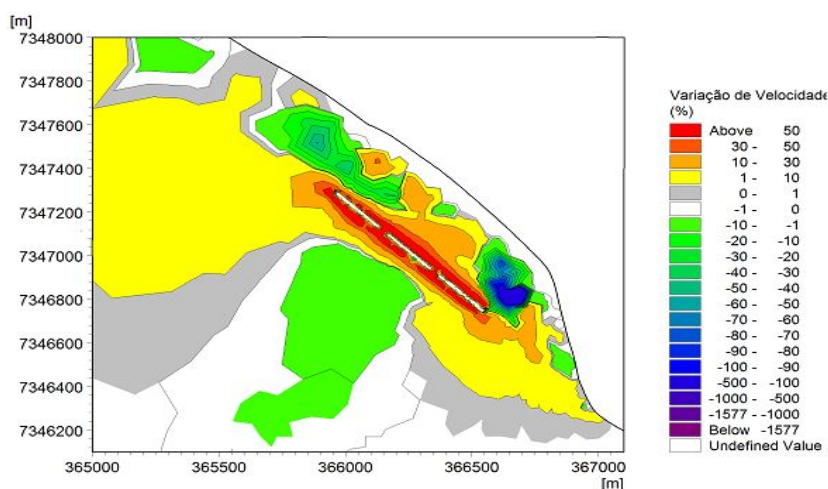 [m]
7348000
7347800
7347600
7347400
7347200
7347000
7346800
7346600
7346400
7346200
365000 365500 366000 366500 367000
[m]
Variação de Velocidade
(%)
Above 50
30 - 50
10 - 30
1 - 10
0 - 1
-1 - 0
-10 - -1
-20 - -10
-30 - -20
-40 - -30
-50 - -40
-60 - -50
-70 - -60
-80 - -70
-90 - -80
-100 - -90
-500 - -100
-1000 - -500
-1577 - -1000
Below -1577
Undefined Value